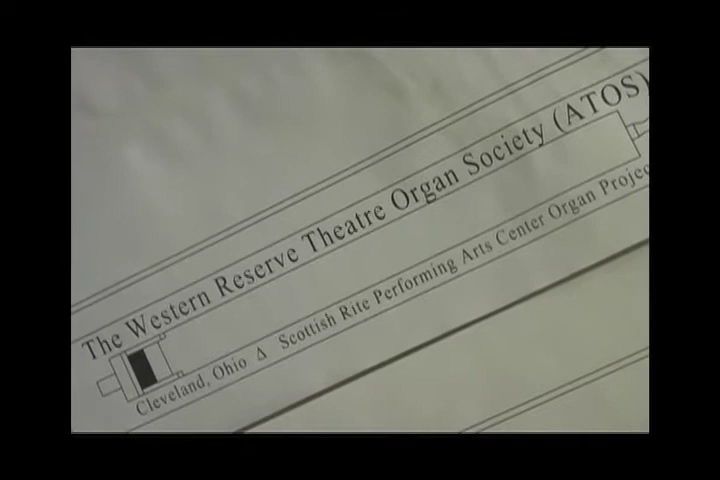 The Western Reserve Theatre Organ Society (ATOS)
Cleveland, Ohio Δ Scottish Rite Performing Arts Center Organ Projec